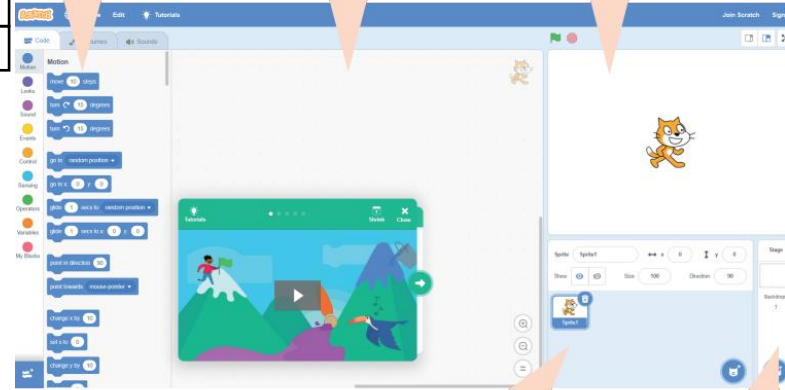 SCRATCH Edit Tutorials Join Scratch Sign
Code Sounds
Motion
Motion
Looks
Sound
Events
Control
Sensing
Operators
Variables
My Blocks
move 10 steps
turn 15 degrees
turn 15 degrees
go to random position
go to x: 0 y: 0
glide 1 secs to random position
glide 1 secs to x: 0 y: 0
point in direction 90
point towards mouse-pointer
change x by 10
set x to 0
change y by 10
Tutorials Shrink Close
Sprite Sprite1 x 0 y 0
Show Size 100 Direction 90
Sprite1
Stage
Backdrops
1